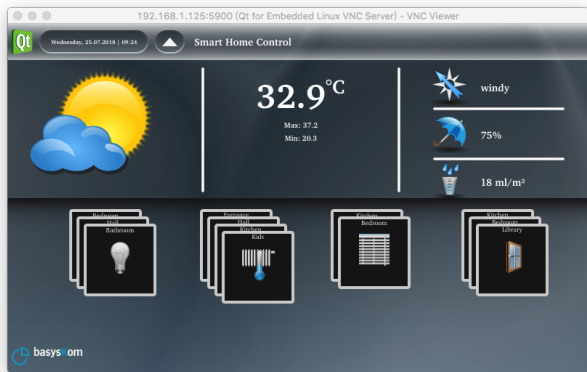 192.168.1.125:5900 (Qt for Embedded Linux VNC Server) - VNC Viewer
Qt
Wednesday, 25.07.2018 | 09:24
Smart Home Control
32.9°C
Max: 37.2
Min: 20.3
windy
75%
18 ml/m²
Bedroom
Hall
Bathroom
Entrance
Hall
Kitchen
Kids
Kitchen
Bedroom
Kitchen
Bedroom
Library
basysKom